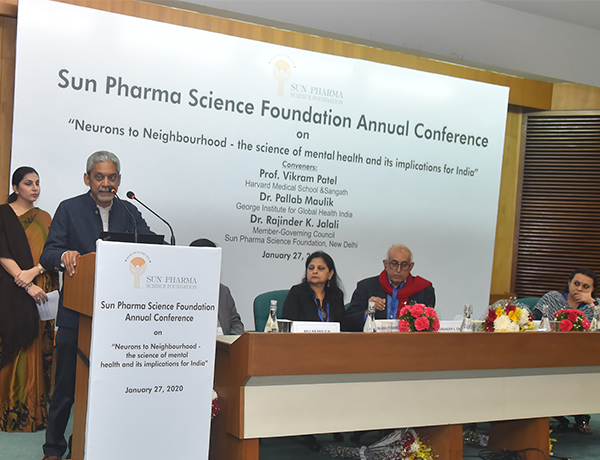 SUN PHARMA
SCIENCE FOUNDATION
Sun Pharma Science Foundation Annual Conference
on
“Neurons to Neighbourhood - the science of mental health and its implications for India”
Conveners:
Prof. Vikram Patel
Harvard Medical School &Sangath
Dr. Pallab Maulik
George Institute for Global Health India
Dr. Rajinder K. Jalali
Member-Governing Council
Sun Pharma Science Foundation, New Delhi
January 27,
SUN PHARMA
SCIENCE FOUNDATION
Sun Pharma Science Foundation
Annual Conference
on
“Neurons to Neighbourhood -
the science of mental
health and its implications for India”
January 27, 2020